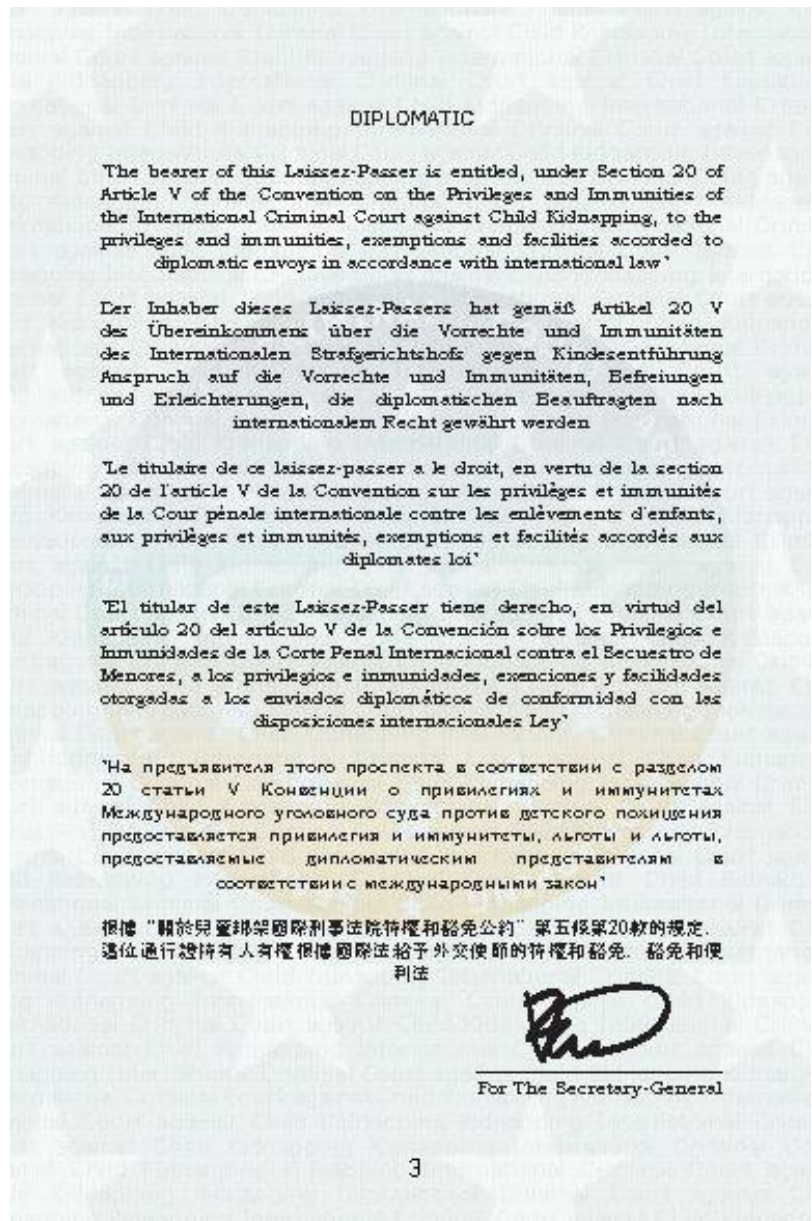 DIPLOMATIC
'The bearer of this Laissez-Passer is entitled, under Section 20 of
Article V of the Convention on the Privileges and Immunities of
the International Criminal Court against Child Kidnapping, to the
privileges and immunities, exemptions and facilities accorded to
diplomatic envoys in accordance with international law'
Der Inhaber dieses Laissez-Passers hat gemäß Artikel 20 V
des Übereinkommens über die Vorrechte und Immunitäten
des Internationalen Strafgerichtshofs gegen Kindesentführung
Anspruch auf die Vorrechte und Immunitäten, Befreiungen
und Erleichterungen, die diplomatischen Beauftragten nach
internationalem Recht gewährt werden
'Le titulaire de ce laissez-passer a le droit, en vertu de la section
20 de l'article V de la Convention sur les privilèges et immunités
de la Cour pénale internationale contre les enlèvements d'enfants,
aux privilèges et immunités, exemptions et facilités accordés aux
diplomates loi'
'El titular de este Laissez-Passer tiene derecho, en virtud del
artículo 20 del artículo V de la Convención sobre los Privilegios e
Inmunidades de la Corte Penal Internacional contra el Secuestro de
Menores, a los privilegios e inmunidades, exenciones y facilidades
otorgadas a los enviados diplomáticos de conformidad con las
disposiciones internacionales Ley'
'На предъявителя этого проспекта в соответствии с разделом
20 статьи V Конвенции о привилегиях и иммунитетах
Международного уголовного суда против детского похищения
предоставляется привилегия и иммунитеты, льготы и льготы,
предоставляемые дипломатическим представителям в
соответствии с международными закон'
根據“關於兒童綁架國際刑事法院特權和豁免公約”第五條第20款的規定，
這位通行證持有人有權根據國際法給予外交使節的特權和豁免，豁免和便
利法
For The Secretary-General
3